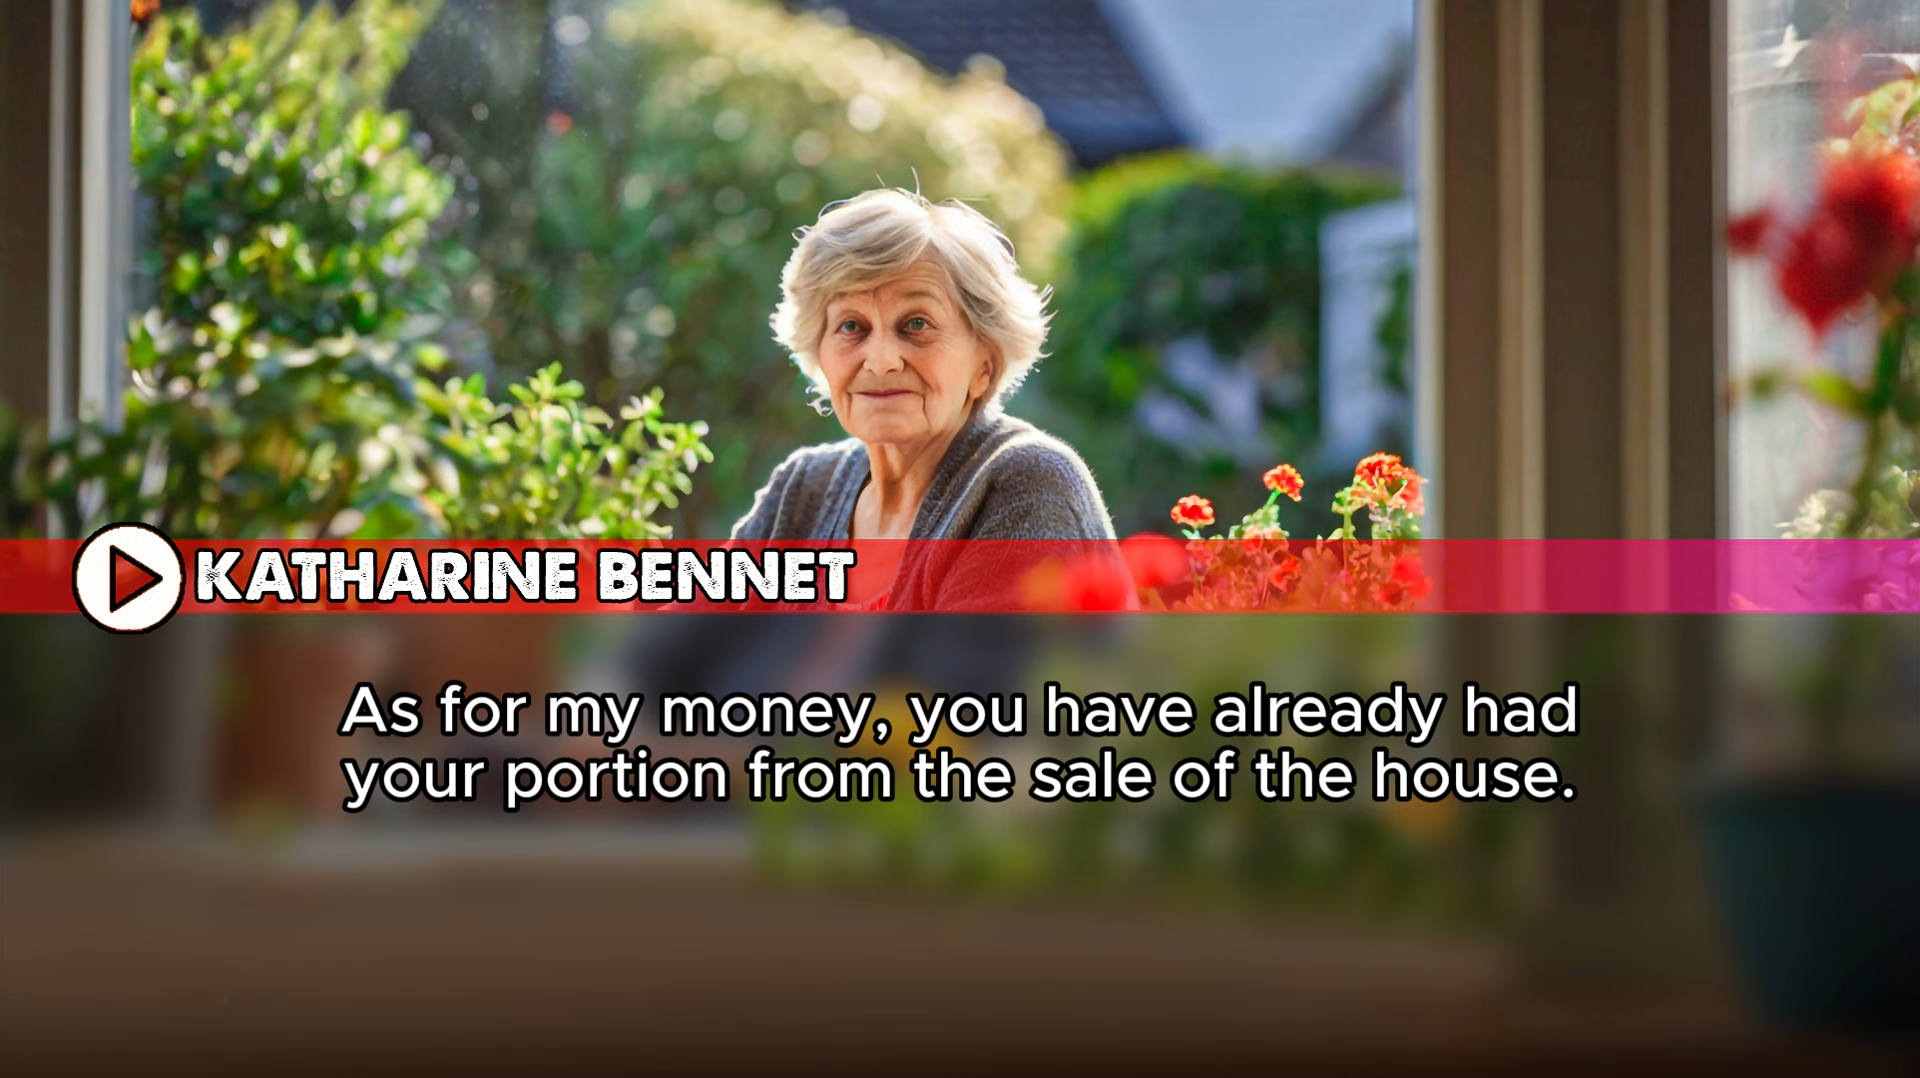 KATHARINE BENNET
As for my money, you have already had
your portion from the sale of the house.